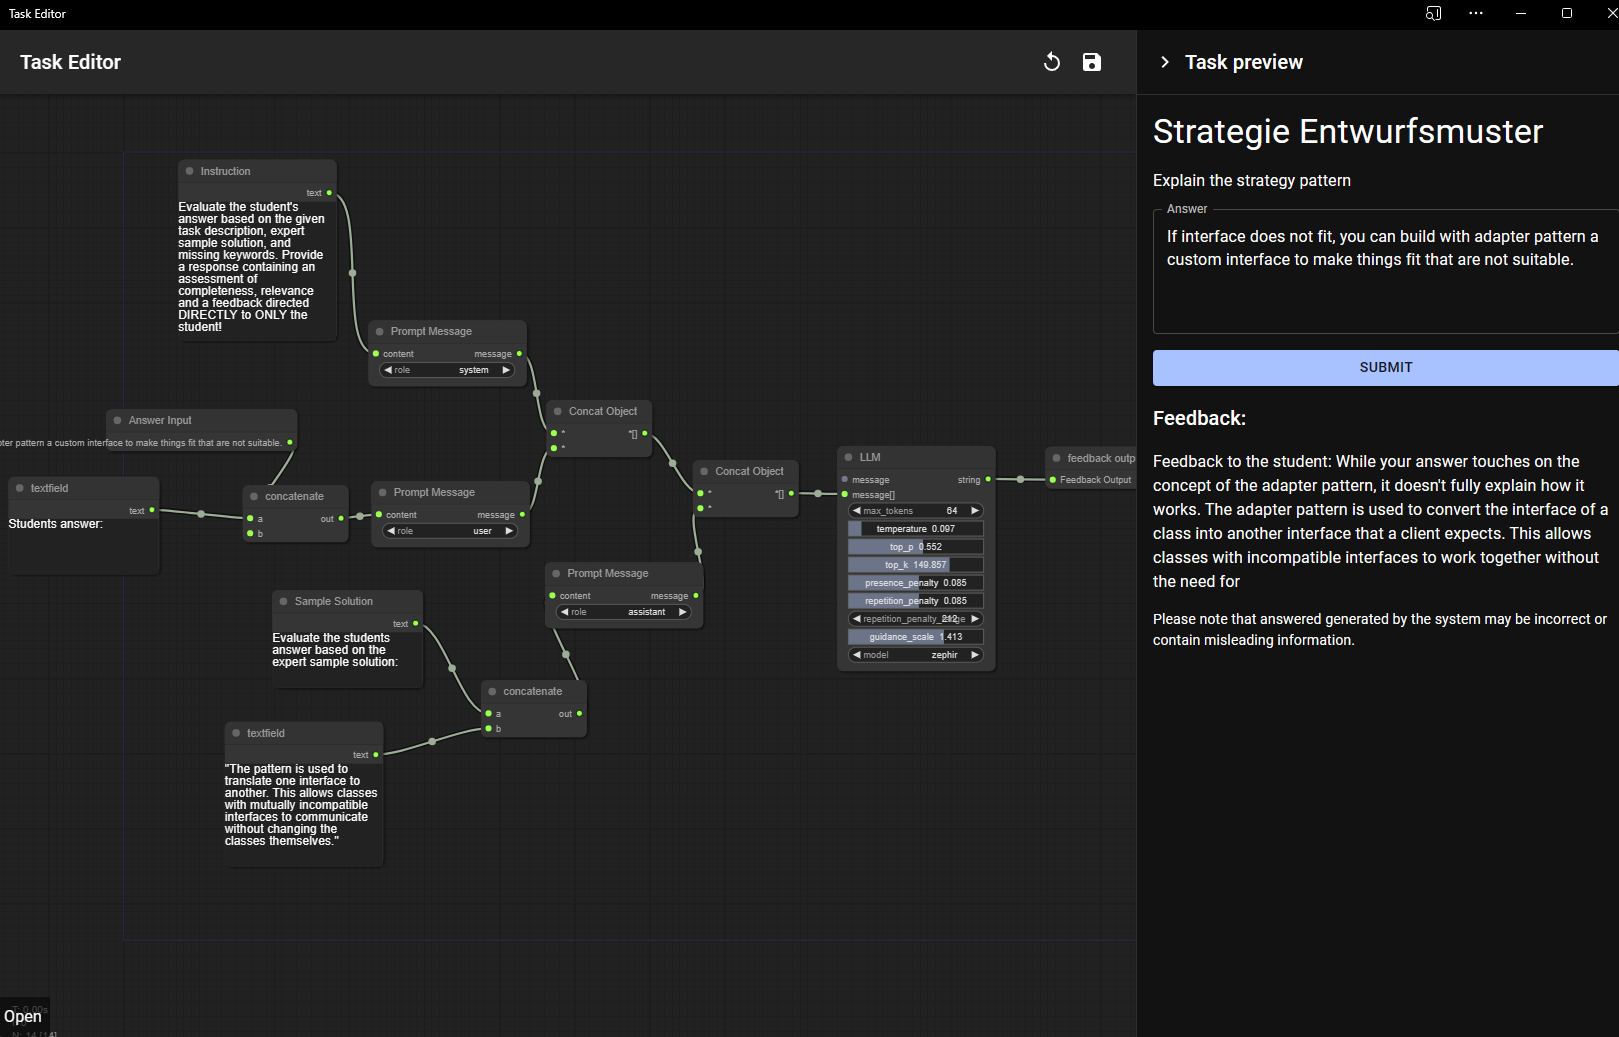 Task Editor
Task Editor
Task preview
Strategie Entwurfsmuster
Explain the strategy pattern
Answer
If interface does not fit, you can build with adapter pattern a
custom interface to make things fit that are not suitable.
SUBMIT
Feedback:
Feedback to the student: While your answer touches on the
concept of the adapter pattern, it doesn't fully explain how it
works. The adapter pattern is used to convert the interface of a
class into another interface that a client expects. This allows
classes with incompatible interfaces to work together without
the need for
Please note that answered generated by the system may be incorrect or
contain misleading information.
Instruction
text
Evaluate the student's
answer based on the given
task description, expert
sample solution, and
missing keywords. Provide
a response containing an
assessment of
completeness, relevance
and a feedback directed
DIRECTLY to ONLY the
student!
Prompt Message
content message
role system
Answer Input
pattern a custom interface to make things fit that are not suitable.
textfield
text
Students answer:
concatenate
a out
b
Prompt Message
content message
role user
Concat Object
* *[]
*
Concat Object
* *[]
*
Prompt Message
content message
role assistant
Sample Solution
text
Evaluate the students
answer based on the
expert sample solution:
concatenate
a out
b
textfield
text
"The pattern is used to
translate one interface to
another. This allows classes
with mutually incompatible
interfaces to communicate
without changing the
classes themselves."
LLM
message string
message[]
max_tokens 64
temperature 0.097
top_p 0.552
top_k 149.857
presence_penalty 0.085
repetition_penalty 0.085
repetition_penalty_ 212
guidance_scale 1.413
model zephir
feedback outp
Feedback Output
Open